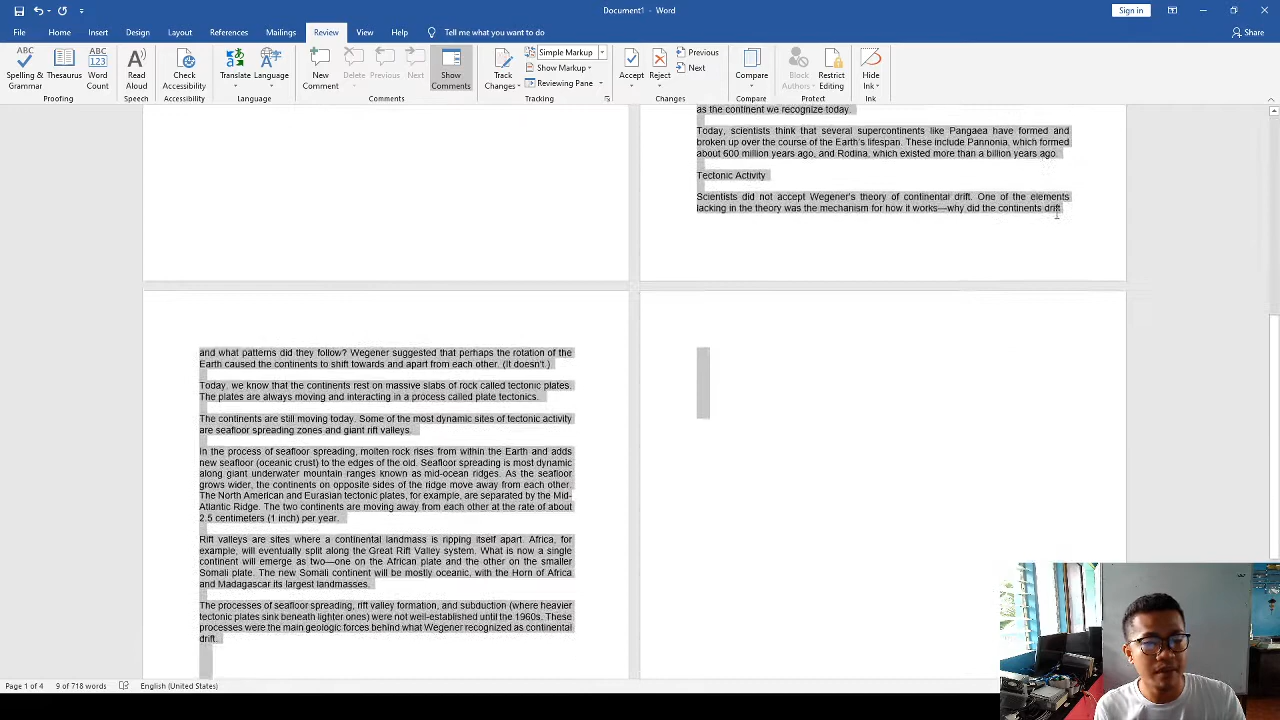 Document1 - Word
Sign in
File
Home
Insert
Design
Layout
References
Mailings
Review
View
Help
Tell me what you want to do
Share
Spelling & Grammar
Thesaurus
Word Count
Read Aloud
Check Accessibility
Translate
Language
New Comment
Delete
Previous
Next
Show Comments
Track Changes
Simple Markup
Show Markup
Reviewing Pane
Accept
Reject
Previous
Next
Compare
Block Authors
Restrict Editing
Hide Ink
Proofing
Speech
Accessibility
Language
Comments
Tracking
Changes
Compare
Protect
Ink
as the continent we recognize today.
Today, scientists think that several supercontinents like Pangaea have formed and
broken up over the course of the Earth's lifespan. These include Pannonia, which formed
about 600 million years ago, and Rodina, which existed more than a billion years ago.
Tectonic Activity
Scientists did not accept Wegener's theory of continental drift. One of the elements
lacking in the theory was the mechanism for how it works—why did the continents drift
and what patterns did they follow? Wegener suggested that perhaps the rotation of the
Earth caused the continents to shift towards and apart from each other. (It doesn't.)
Today, we know that the continents rest on massive slabs of rock called tectonic plates.
The plates are always moving and interacting in a process called plate tectonics.
The continents are still moving today. Some of the most dynamic sites of tectonic activity
are seafloor spreading zones and giant rift valleys.
In the process of seafloor spreading, molten rock rises from within the Earth and adds
new seafloor (oceanic crust) to the edges of the old. Seafloor spreading is most dynamic
along giant underwater mountain ranges known as mid-ocean ridges. As the seafloor
grows wider, the continents on opposite sides of the ridge move away from each other.
The North American and Eurasian tectonic plates, for example, are separated by the Mid-
Atlantic Ridge. The two continents are moving away from each other at the rate of about
2.5 centimeters (1 inch) per year.
Rift valleys are sites where a continental landmass is ripping itself apart. Africa, for
example, will eventually split along the Great Rift Valley system. What is now a single
continent will emerge as two—one on the African plate and the other on the smaller
Somali plate. The new Somali continent will be mostly oceanic, with the Horn of Africa
and Madagascar its largest landmasses.
The processes of seafloor spreading, rift valley formation, and subduction (where heavier
tectonic plates sink beneath lighter ones) were not well-established until the 1960s. These
processes were the main geologic forces behind what Wegener recognized as continental
drift.
Page 1 of 4
9 of 718 words
English (United States)